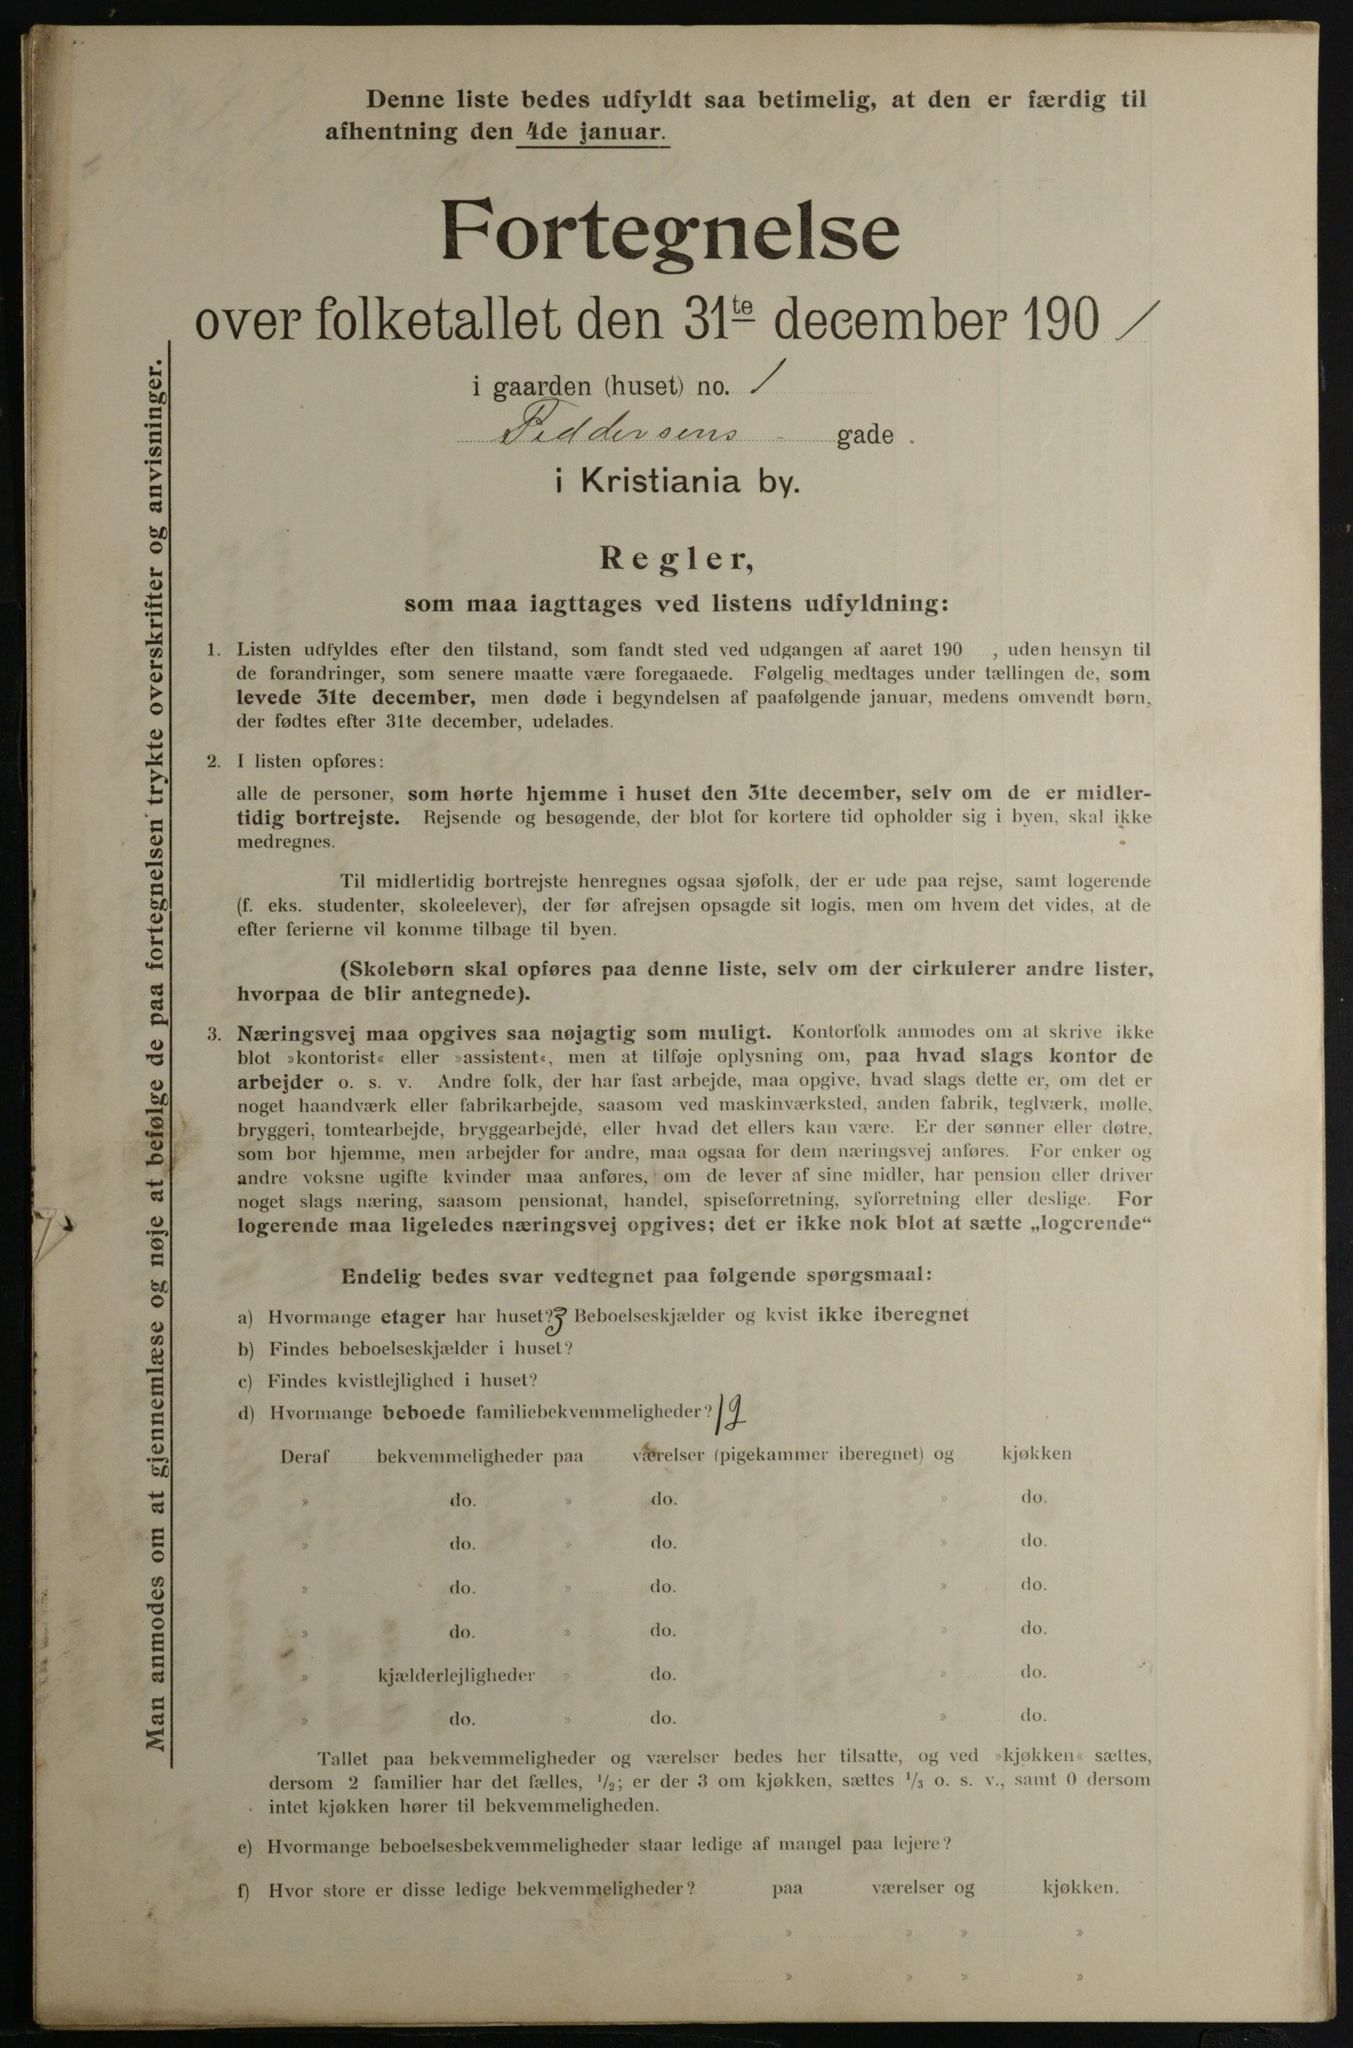 Denne liste bedes udfyldt saa betimelig, at den er færdig til
afhentning den 4de januar.
Fortegnelse
over folketallet den 31te december 1901
i gaarden (huset) no. 1
Feddersens gade.
i Kristiania by.
Regler,
som maa iagttages ved listens udfyldning:
1. Listen udfyldes efter den tilstand, som fandt sted ved udgangen af aaret 190 , uden hensyn til
de forandringer, som senere maatte være foregaaede. Følgelig medtages under tællingen de, som
levede 31te december, men døde i begyndelsen af paafølgende januar, medens omvendt børn,
der fødtes efter 31te december, udelades.
2. I listen opføres:
alle de personer, som hørte hjemme i huset den 31te december, selv om de er midler-
tidig bortrejste. Rejsende og besøgende, der blot for kortere tid opholder sig i byen, skal ikke
medregnes.
Til midlertidig bortrejste henregnes ogsaa sjøfolk, der er ude paa rejse, samt logerende
(f. eks. studenter, skoleelever), der før afrejsen opsagde sit logis, men om hvem det vides, at de
efter ferierne vil komme tilbage til byen.
(Skolebørn skal opføres paa denne liste, selv om der cirkulerer andre lister,
hvorpaa de blir antegnede).
3. Næringsvej maa opgives saa nøjagtig som muligt. Kontorfolk anmodes om at skrive ikke
blot »kontorist« eller »assistent«, men at tilføje oplysning om, paa hvad slags kontor de
arbejder o. s. v. Andre folk, der har fast arbejde, maa opgive, hvad slags dette er, om det er
noget haandværk eller fabrikarbejde, saasom ved maskinværksted, anden fabrik, teglværk, mølle,
bryggeri, tomtearbejde, bryggearbejde, eller hvad det ellers kan være. Er der sønner eller døtre,
som bor hjemme, men arbejder for andre, maa ogsaa for dem næringsvej anføres. For enker og
andre voksne ugifte kvinder maa anføres, om de lever af sine midler, har pension eller driver
noget slags næring, saasom pensionat, handel, spiseforretning, syforretning eller deslige. For
logerende maa ligeledes næringsvej opgives; det er ikke nok blot at sætte „logerende“
Endelig bedes svar vedtegnet paa følgende spørgsmaal:
a) Hvormange etager har huset? 3 Beboelseskjælder og kvist ikke iberegnet
b) Findes beboelseskjælder i huset?
c) Findes kvistlejlighed i huset?
d) Hvormange beboede familiebekvemmeligheder? 12
Deraf bekvemmeligheder paa værelser (pigekammer iberegnet) og kjøkken
» do. » do. » do.
» do. » do. » do.
» do. » do. » do.
» do. » do. » do.
» kjælderlejligheder » do. » do.
» do. » do. » do.
Tallet paa bekvemmeligheder og værelser bedes her tilsatte, og ved »kjøkken« sættes,
dersom 2 familier har det fælles, 1/2; er der 3 om kjøkken, sættes 1/3 o. s. v., samt 0 dersom
intet kjøkken hører til bekvemmeligheden.
e) Hvormange beboelsesbekvemmeligheder staar ledige af mangel paa lejere?
f) Hvor store er disse ledige bekvemmeligheder? paa værelser og kjøkken.
» » » »
» » » »
Man anmodes om at gjennemlæse og nøje at befølge de paa fortegnelsen trykte overskrifter og anvisninger.